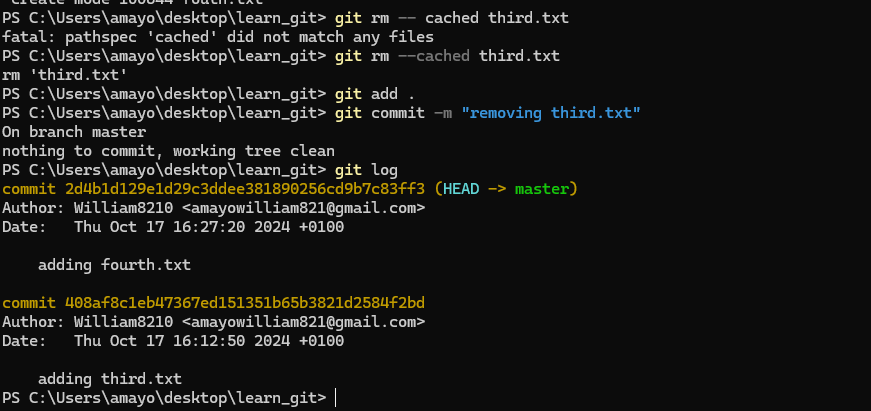 create mode 100644 fouth.txt
PS C:\Users\amayo\desktop\learn_git> git rm -- cached third.txt
fatal: pathspec 'cached' did not match any files
PS C:\Users\amayo\desktop\learn_git> git rm --cached third.txt
rm 'third.txt'
PS C:\Users\amayo\desktop\learn_git> git add .
PS C:\Users\amayo\desktop\learn_git> git commit -m "removing third.txt"
On branch master
nothing to commit, working tree clean
PS C:\Users\amayo\desktop\learn_git> git log
commit 2d4b1d129e1d29c3ddee381890256cd9b7c83ff3 (HEAD -> master)
Author: William8210 <amayowilliam821@gmail.com>
Date:   Thu Oct 17 16:27:20 2024 +0100

    adding fourth.txt

commit 408af8c1eb47367ed151351b65b3821d2584f2bd
Author: William8210 <amayowilliam821@gmail.com>
Date:   Thu Oct 17 16:12:50 2024 +0100

    adding third.txt
PS C:\Users\amayo\desktop\learn_git>